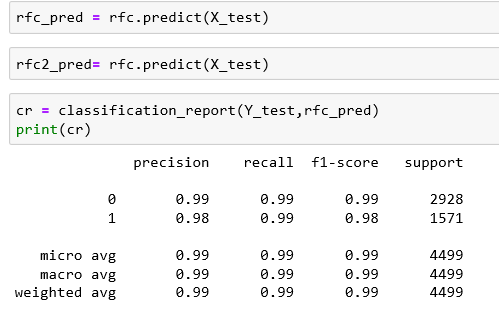 rfc_pred = rfc.predict(X_test)
rfc2_pred= rfc.predict(X_test)
cr = classification_report(Y_test,rfc_pred)
print(cr)
precision recall f1-score support
0 0.99 0.99 0.99 2928
1 0.98 0.99 0.98 1571
micro avg 0.99 0.99 0.99 4499
macro avg 0.99 0.99 0.99 4499
weighted avg 0.99 0.99 0.99 4499